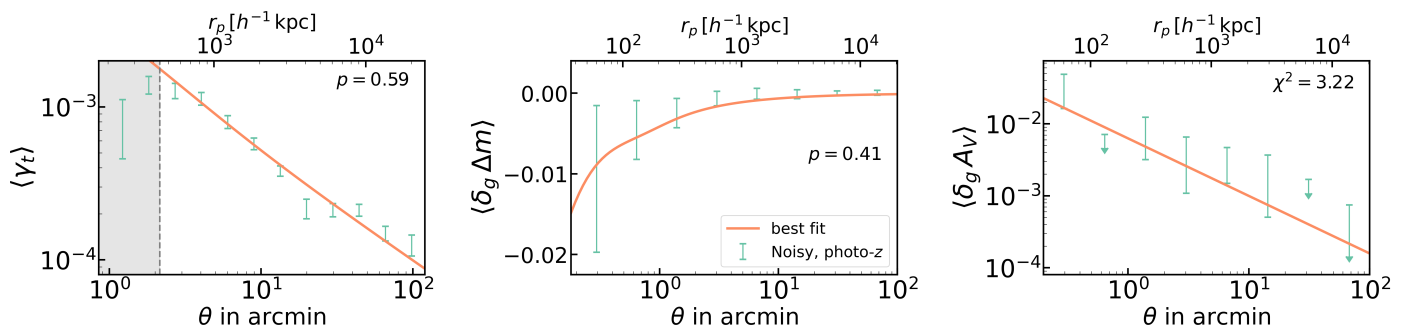 r_p [h^{-1} kpc]
10^3 10^4
10^{-3}
10^{-4}
⟨γ_t⟩
p = 0.59
10^0 10^1 10^2
θ in arcmin
r_p [h^{-1} kpc]
10^2 10^3 10^4
0.00
−0.01
−0.02
⟨δ_g Δm⟩
p = 0.41
best fit
Noisy, photo-z
10^0 10^1 10^2
θ in arcmin
r_p [h^{-1} kpc]
10^2 10^3 10^4
10^{-2}
10^{-3}
10^{-4}
⟨δ_g A_V⟩
χ^2 = 3.22
10^0 10^1 10^2
θ in arcmin